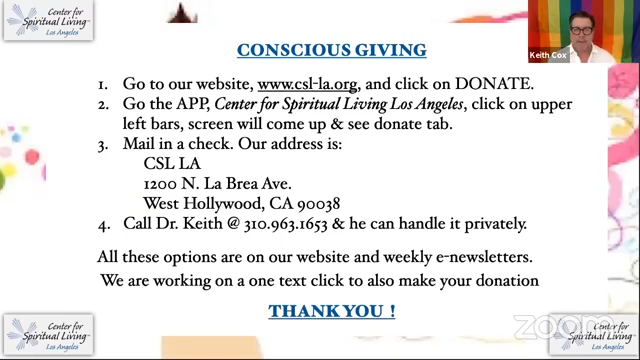 Center for
Spiritual Living
Los Angeles
CONSCIOUS GIVING
Keith Cox
1. Go to our website, www.csl-la.org, and click on DONATE.
2. Go the APP, Center for Spiritual Living Los Angeles, click on upper
left bars, screen will come up & see donate tab.
3. Mail in a check. Our address is:
CSL LA
1200 N. La Brea Ave.
West Hollywood, CA 90038
4. Call Dr. Keith @ 310.963.1653 & he can handle it privately.
All these options are on our website and weekly e-newsletters.
We are working on a one text click to also make your donation
THANK YOU !
Center for
Spiritual Living
Los Angeles
zoom
Center for
Spiritual Living
Los Angeles